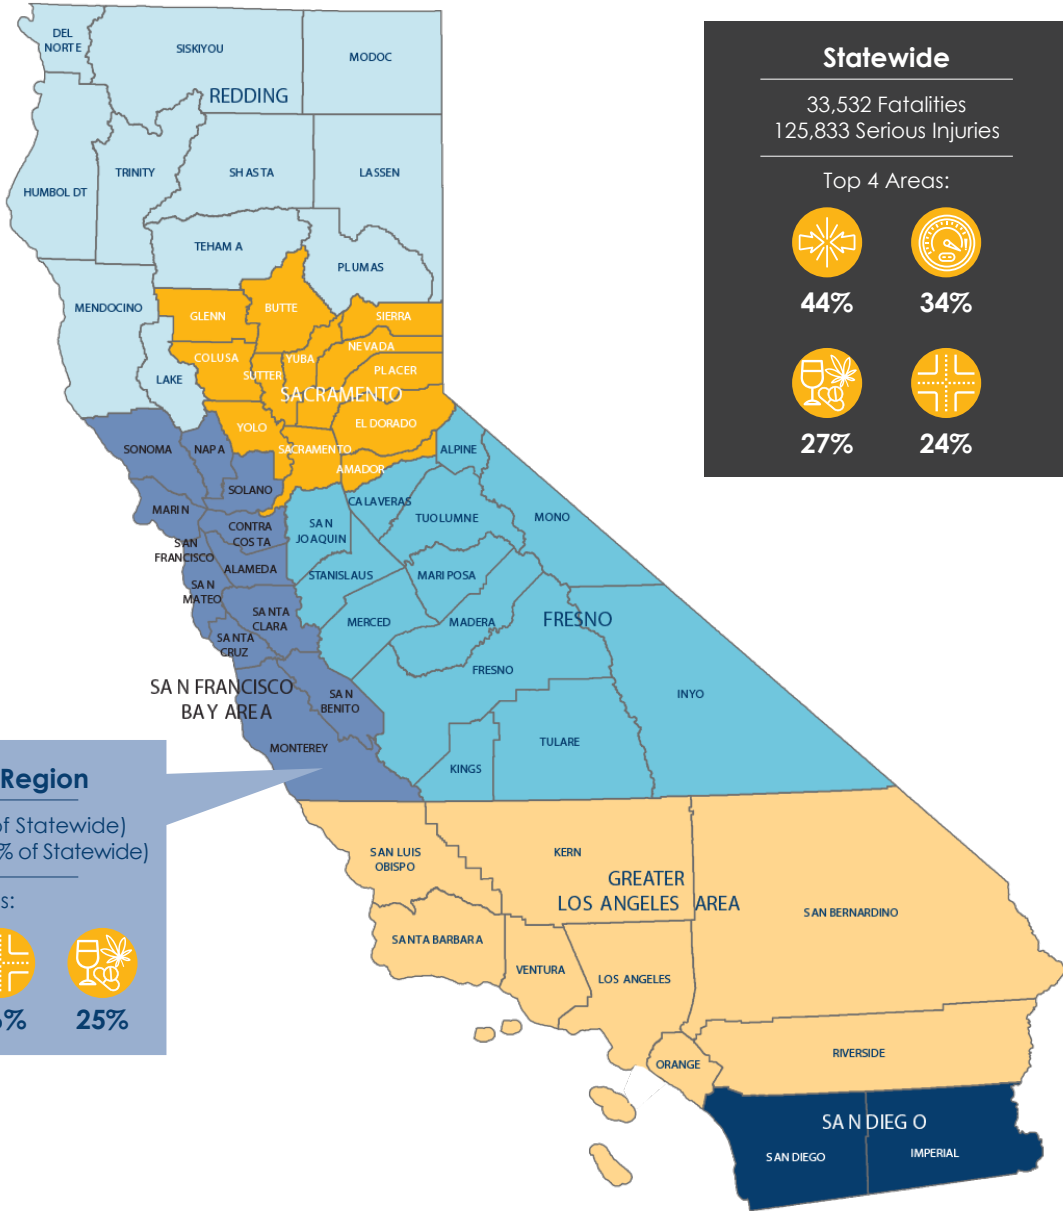 DEL
NORTE
SISKIYOU
MODOC
REDDING
HUMBOLDT
TRINITY
SHASTA
LASSEN
TEHAMA
PLUMAS
MENDOCINO
GLENN
BUTTE
SIERRA
COLUSA
YUBA
NEVADA
SUTTER
PLACER
LAKE
SACRAMENTO
YOLO
EL DORADO
SACRAMENTO
AMADOR
ALPINE
SONOMA
NAPA
SOLANO
MARIN
CALAVERAS
TUOLUMNE
MONO
CONTRA
COSTA
SAN
JOAQUIN
SAN
FRANCISCO
ALAMEDA
STANISLAUS
MARIPOSA
SAN
MATEO
SANTA
CLARA
MERCED
MADERA
FRESNO
SANTA
CRUZ
FRESNO
SAN FRANCISCO
BAY AREA
SAN
BENITO
INYO
MONTEREY
TULARE
KINGS
SAN LUIS
OBISPO
KERN
GREATER
LOS ANGELES AREA
SAN BERNARDINO
SANTA BARBARA
VENTURA
LOS ANGELES
ORANGE
RIVERSIDE
SAN DIEGO
SAN DIEGO
IMPERIAL
Statewide
33,532 Fatalities
125,833 Serious Injuries
Top 4 Areas:
44%
34%
27%
24%
Region
of Statewide)
% of Statewide)
s:
%
25%